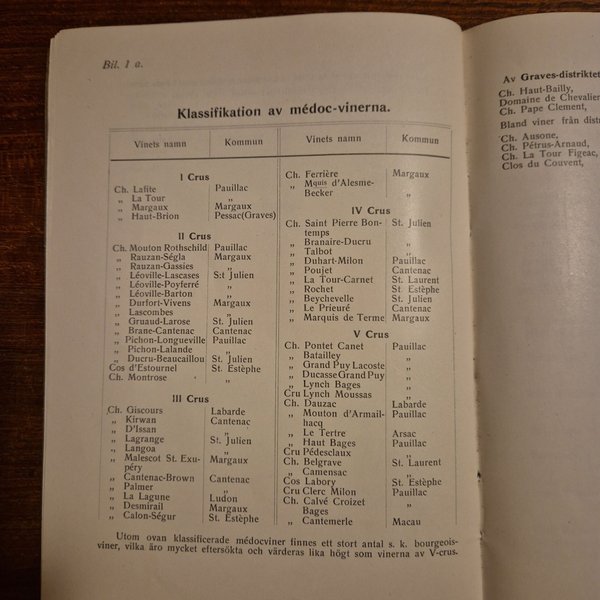 Bil. 1 a.
Klassifikation av médoc-vinerna.
Vinets namn Kommun
I Crus
Ch. Lafite Pauillac
„ La Tour „
„ Margaux Margaux
„ Haut-Brion Pessac(Graves)
II Crus
Ch. Mouton Rothschild Pauillac
„ Rauzan-Ségla Margaux
„ Rauzan-Gassies „
„ Léoville-Lascases S:t Julien
„ Léoville-Poyferré „
„ Léoville-Barton „
„ Durfort-Vivens Margaux
„ Lascombes „
„ Gruaud-Larose St. Julien
„ Brane-Cantenac Cantenac
„ Pichon-Longueville Pauillac
„ Pichon-Lalande „
„ Ducru-Beaucaillou St. Julien
Cos d'Estournel St. Estèphe
Ch. Montrose „
III Crus
Ch. Giscours Labarde
„ Kirwan Cantenac
„ D'Issan „
„ Lagrange St. Julien
„ Langoa „
„ Malescot St. Exu- Margaux
péry
„ Cantenac-Brown Cantenac
„ Palmer „
„ La Lagune Ludon
„ Desmirail Margaux
„ Calon-Ségur St. Estèphe
Vinets namn Kommun
Ch. Ferrière Margaux
„ Mquis d'Alesme-
Becker „
IV Crus
Ch. Saint Pierre Bon- St. Julien
temps
„ Branaire-Ducru „
„ Talbot „
„ Duhart-Milon Pauillac
„ Poujet Cantenac
„ La Tour-Carnet St. Laurent
„ Rochet St. Estèphe
„ Beychevelle St. Julien
„ Le Prieuré Cantenac
„ Marquis de Terme Margaux
V Crus
Ch. Pontet Canet Pauillac
„ Batailley „
„ Grand Puy Lacoste „
„ Ducasse Grand Puy „
„ Lynch Bages „
Cru Lynch Moussas „
Ch. Dauzac Labarde
„ Mouton d'Armail- Pauillac
hacq
„ Le Tertre Arsac
„ Haut Bages Pauillac
Cru Pédesclaux „
Ch. Belgrave St. Laurent
„ Camensac „
Cos Labory St. Estèphe
Cru Clerc Milon Pauillac
Ch. Calvé Croizet
Bages „
„ Cantemerle Macau
Utom ovan klassificerade médocviner finnes ett stort antal s. k. bourgeois-
viner, vilka äro mycket eftersökta och värderas lika högt som vinerna av V-crus.
Av Graves-distriktet
Ch. Haut-Bailly,
Domaine de Chevalier
Ch. Pape Clement,
Bland viner från
Ch. Ausone,
Ch. Pétrus-Arnaud,
Ch. La Tour Figeac,
Clos du Couvent,